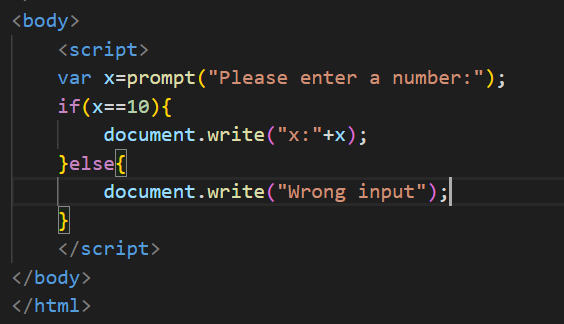 <body>
<script>
var x=prompt("Please enter a number:");
if(x==10){
document.write("x:"+x);
}else{
document.write("Wrong input");
}
</script>
</body>
</html>